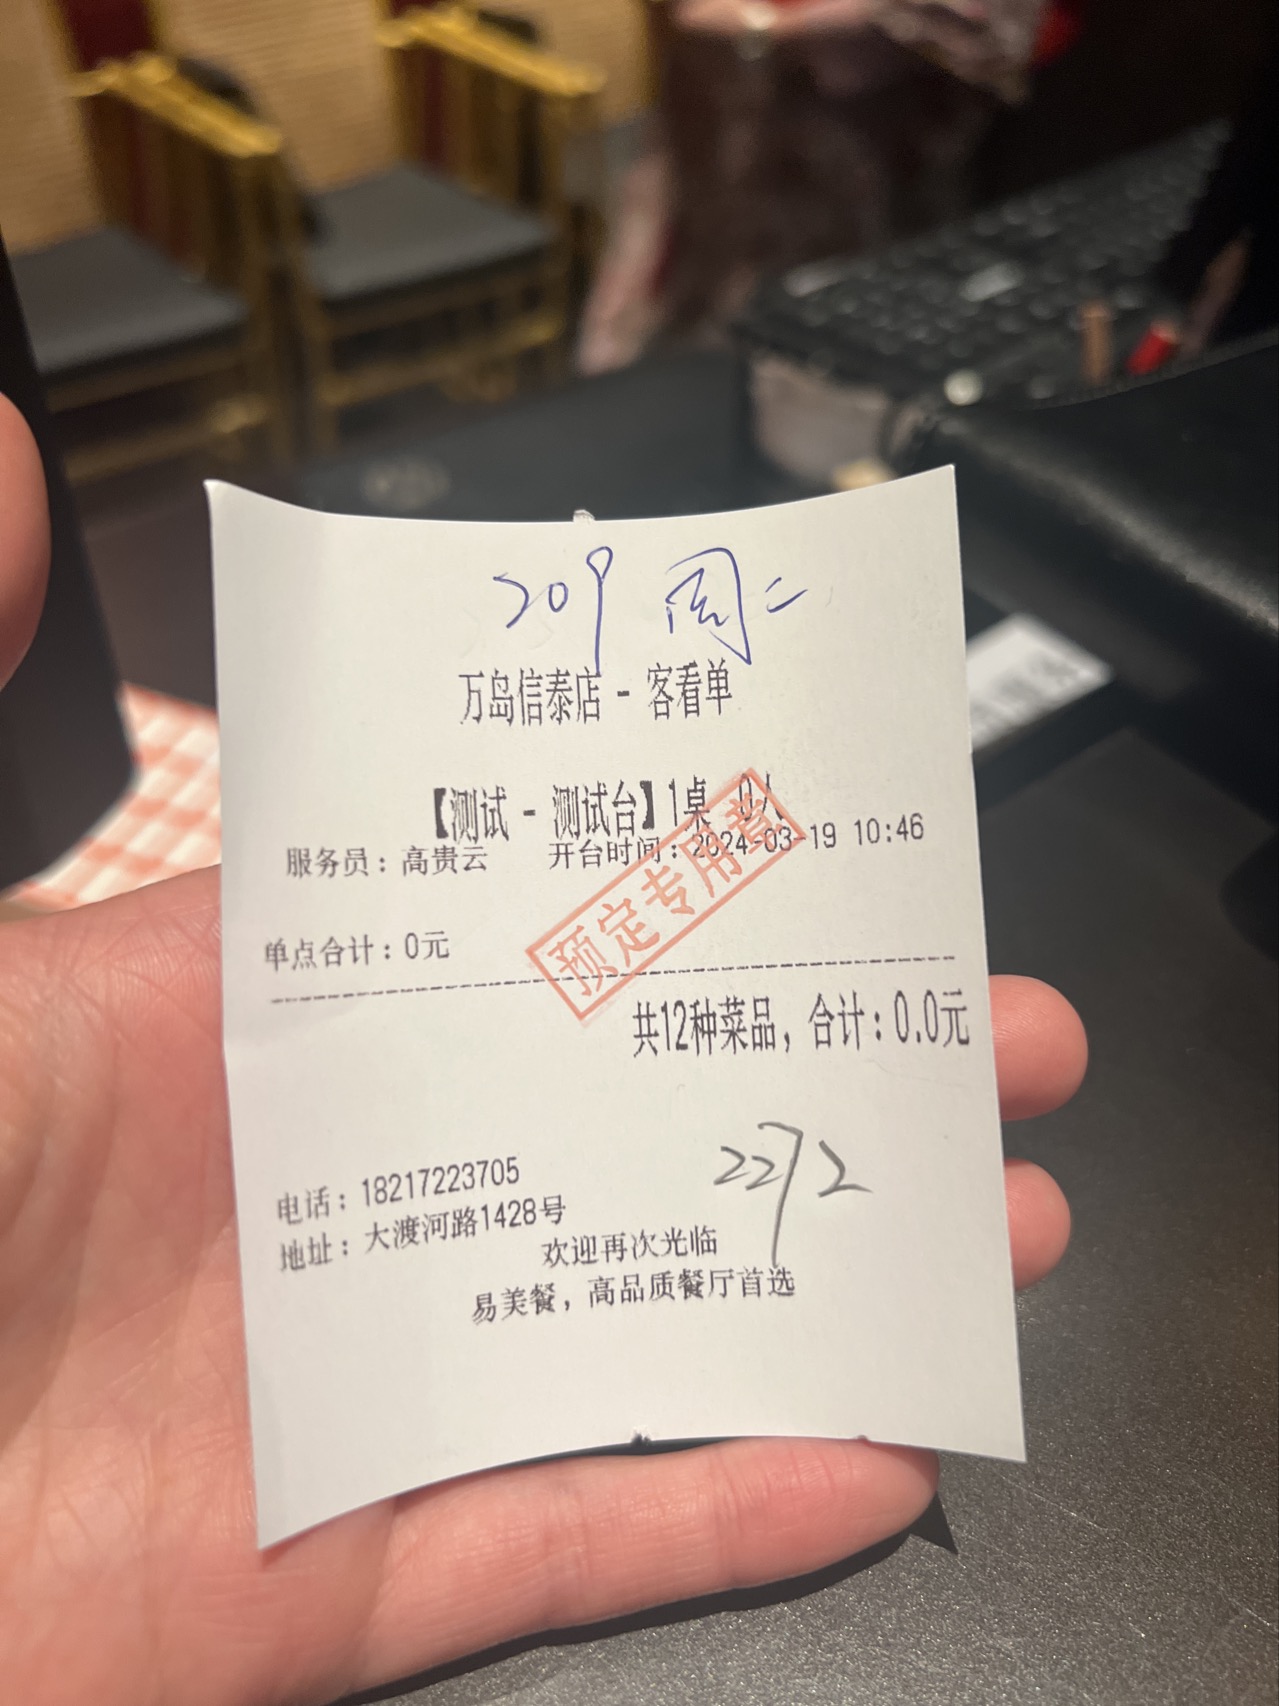 209 周二
万岛信泰店 - 客看单
【测试 - 测试台】1桌 0人
服务员：高贵云 开台时间：2024-03-19 10:46
预定专用章
单点合计：0元
共12种菜品，合计：0.0元
2272
电话：18217223705
地址：大渡河路1428号
欢迎再次光临
易美餐，高品质餐厅首选